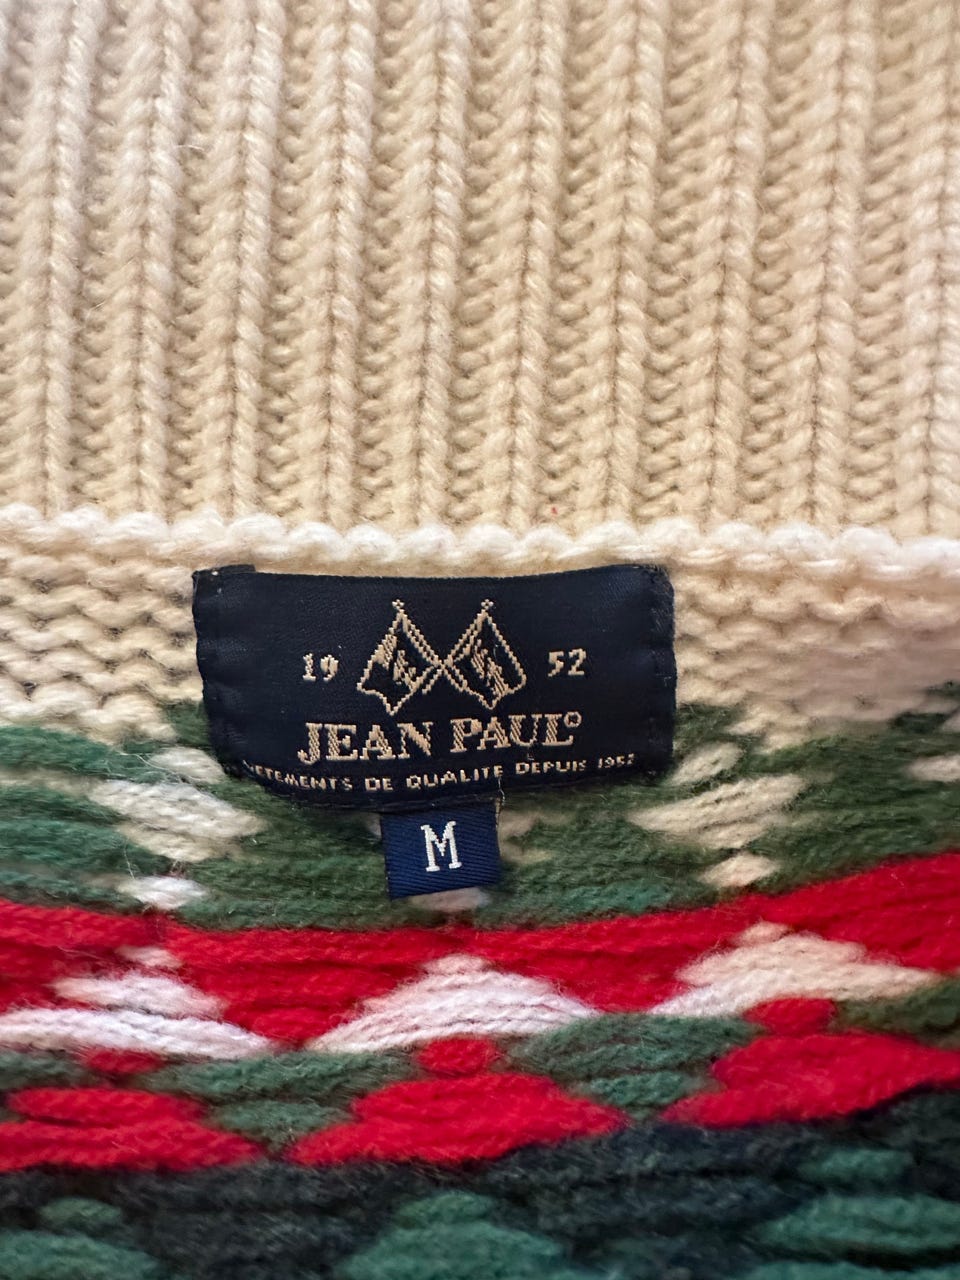 19 52
JEAN PAUL®
VETEMENTS DE QUALITE DEPUIS 1952
M